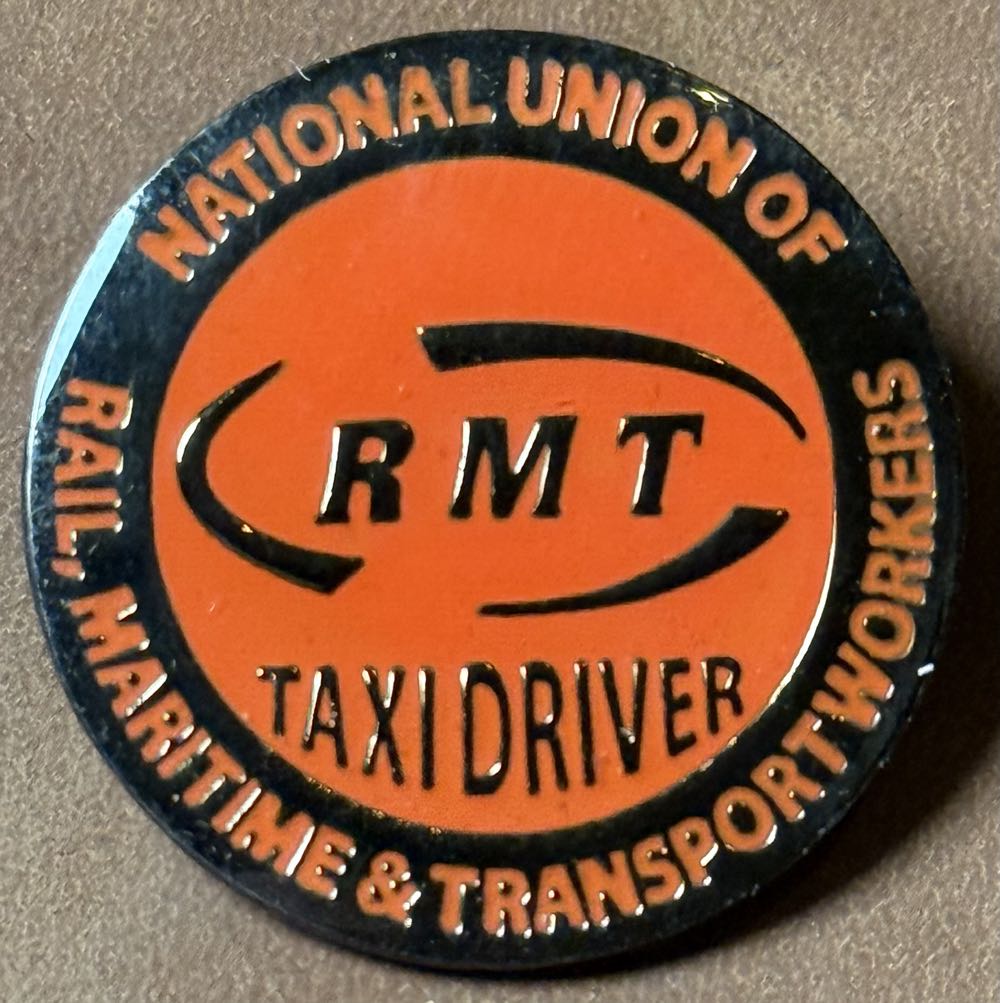 NATIONAL UNION OF
RAIL, MARITIME & TRANSPORT WORKERS
RMT
TAXI DRIVER